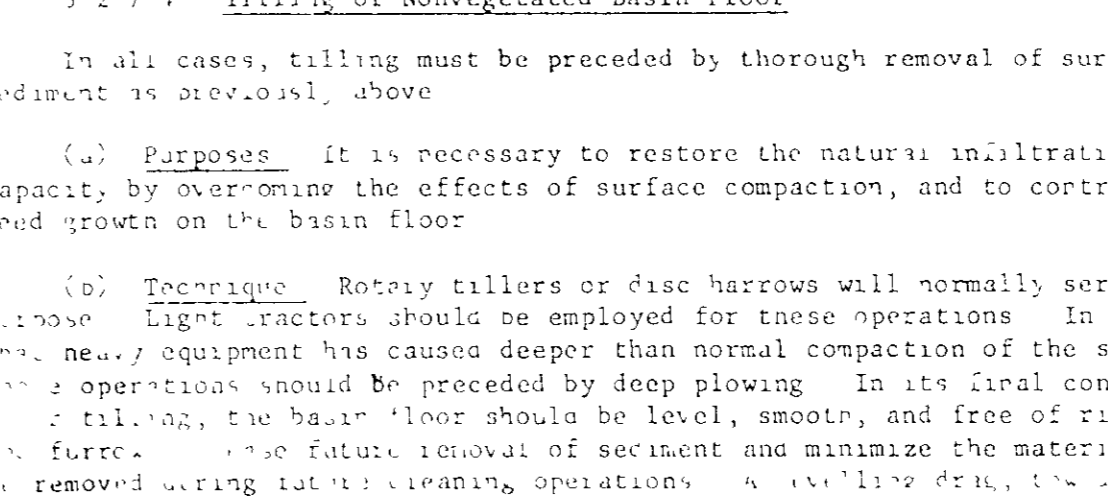 Tilling of Nonvegetated Basin Floor
In all cases, tilling must be preceded by thorough removal of sur
ediment as previously above
(a) Purposes It is necessary to restore the natural infiltrati
apacity by overcoming the effects of surface compaction, and to contr
growth on the basin floor
(b) Technique Rotary tillers or disc harrows will normally ser
Light tractors should be employed for these operations In
heavy equipment has caused deeper than normal compaction of the s
operations should be preceded by deep plowing In its final con
tilling, the basin floor should be level, smooth, and free of ri
future removal of sediment and minimize the materi
removed during future cleaning operations A levelling drag,